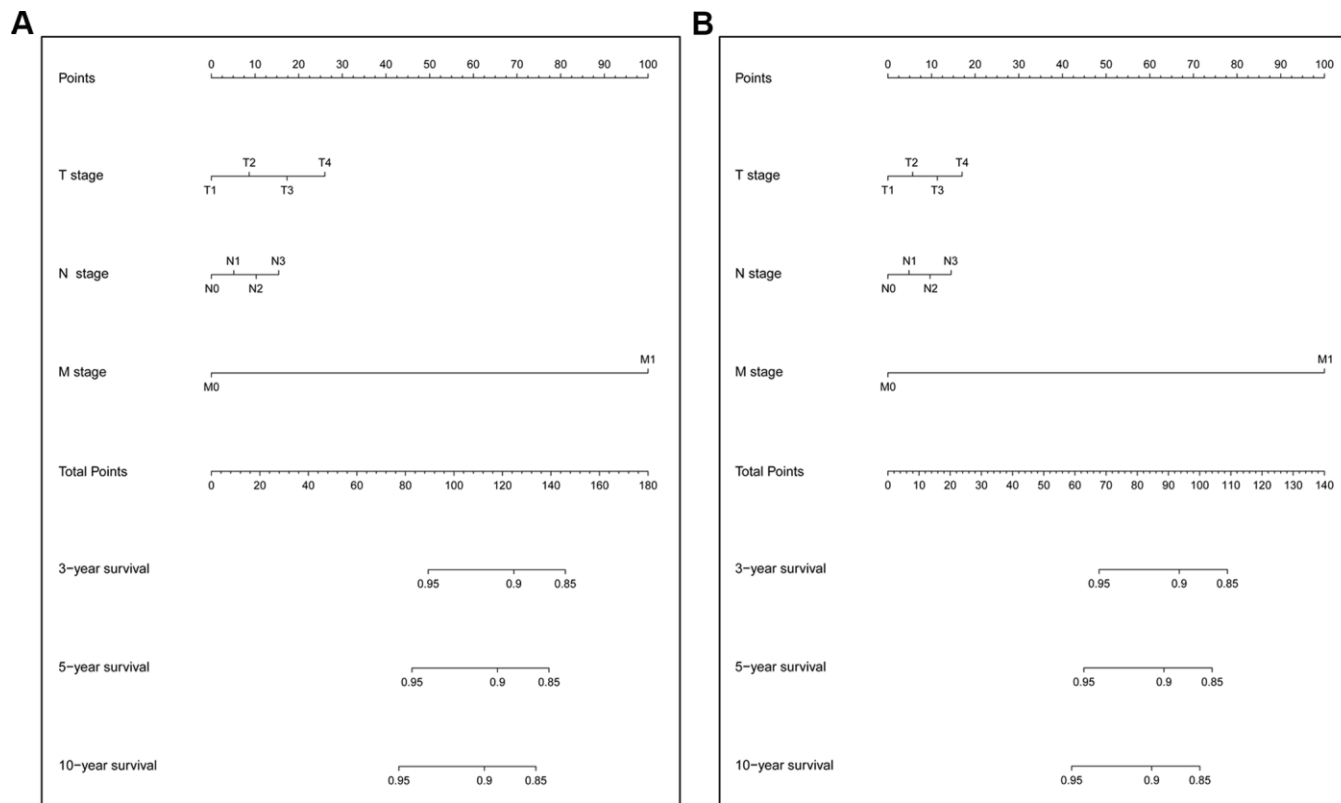 A
Points
0 10 20 30 40 50 60 70 80 90 100
T stage
T2 T4
T1 T3
N stage
N1 N3
N0 N2
M stage
M1
M0
Total Points
0 20 40 60 80 100 120 140 160 180
3−year survival
0.95 0.9 0.85
5−year survival
0.95 0.9 0.85
10−year survival
0.95 0.9 0.85
B
Points
0 10 20 30 40 50 60 70 80 90 100
T stage
T2 T4
T1 T3
N stage
N1 N3
N0 N2
M stage
M1
M0
Total Points
0 10 20 30 40 50 60 70 80 90 100 110 120 130 140
3−year survival
0.95 0.9 0.85
5−year survival
0.95 0.9 0.85
10−year survival
0.95 0.9 0.85